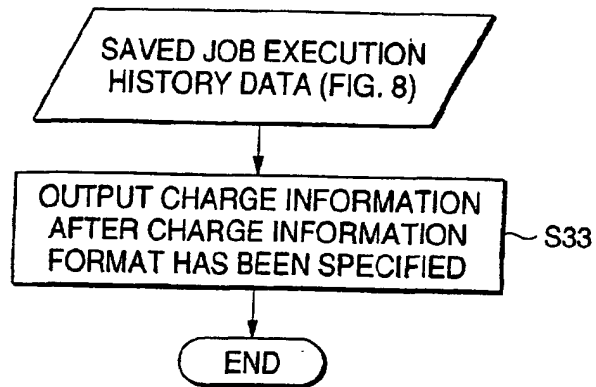 SAVED JOB EXECUTION
HISTORY DATA (FIG. 8)
OUTPUT CHARGE INFORMATION
AFTER CHARGE INFORMATION
FORMAT HAS BEEN SPECIFIED
S33
END